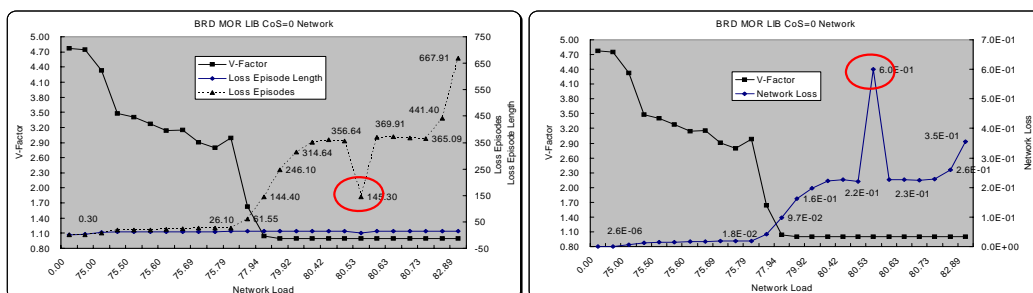 BRD MOR LIB CoS=0 Network
5.00
4.70
4.40
4.10
3.80
3.50
3.20
2.90
2.60
2.30
2.00
1.70
1.40
1.10
0.80
V-Factor
V-Factor
Loss Episode Length
Loss Episodes
0.30
26.10
61.55
144.40
246.10
314.64
356.64
145.30
369.91
441.40
365.09
667.91
750
650
550
450
350
250
150
50
-50
Loss Episodes
Loss Episode Length
0.00
75.00
75.50
75.60
75.69
75.79
77.94
79.92
80.42
80.53
80.63
80.73
82.89
Network Load
BRD MOR LIB CoS=0 Network
5.00
4.70
4.40
4.10
3.80
3.50
3.20
2.90
2.60
2.30
2.00
1.70
1.40
1.10
0.80
V-Factor
V-Factor
Network Loss
2.6E-06
1.8E-02
9.7E-02
1.6E-01
2.2E-01
6.0E-01
2.3E-01
2.6E-01
3.5E-01
7.0E-01
6.0E-01
5.0E-01
4.0E-01
3.0E-01
2.0E-01
1.0E-01
0.0E+00
Network Loss
0.00
75.00
75.50
75.60
75.69
75.79
77.94
79.92
80.42
80.53
80.63
80.73
82.89
Network Load